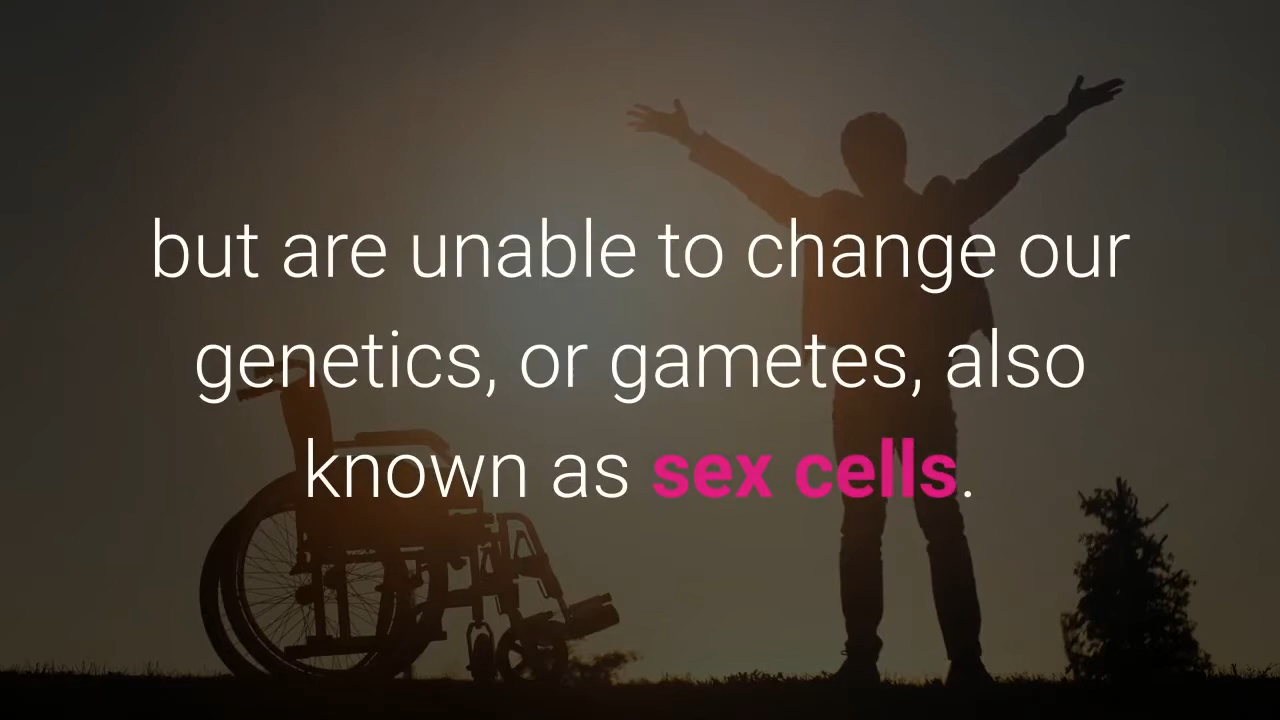 but are unable to change our
genetics, or gametes, also
known as sex cells.